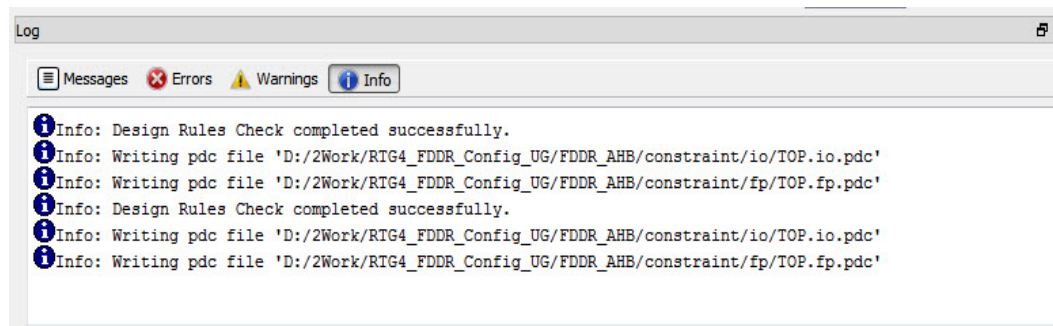 Log
Messages Errors Warnings Info
Info: Design Rules Check completed successfully.
Info: Writing pdc file 'D:/2Work/RTG4_FDDR_Config_UG/FDDR_AHB/constraint/io/TOP.io.pdc'
Info: Writing pdc file 'D:/2Work/RTG4_FDDR_Config_UG/FDDR_AHB/constraint/fp/TOP.fp.pdc'
Info: Design Rules Check completed successfully.
Info: Writing pdc file 'D:/2Work/RTG4_FDDR_Config_UG/FDDR_AHB/constraint/io/TOP.io.pdc'
Info: Writing pdc file 'D:/2Work/RTG4_FDDR_Config_UG/FDDR_AHB/constraint/fp/TOP.fp.pdc'